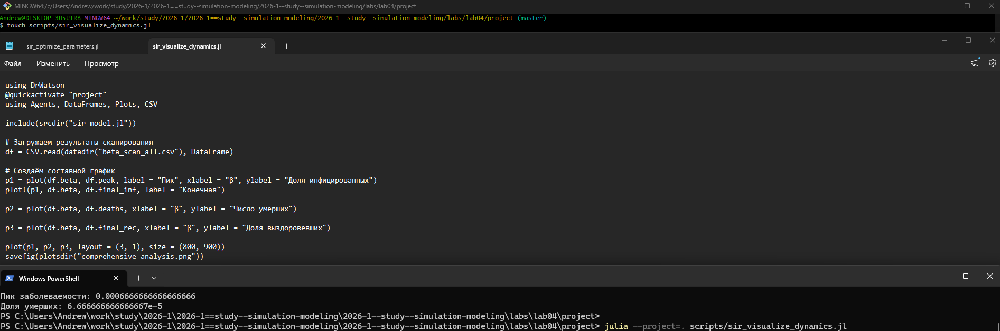 MINGW64:/c/Users/Andrew/work/study/2026-1/2026-1==study--simulation-modeling/2026-1--study--simulation-modeling/labs/lab04/project
Andrew@DESKTOP-3U5UIRB MINGW64 ~/work/study/2026-1/2026-1==study--simulation-modeling/2026-1--study--simulation-modeling/labs/lab04/project (master)
$ touch scripts/sir_visualize_dynamics.jl
sir_optimize_parameters.jl sir_visualize_dynamics.jl
Файл Изменить Просмотр
using DrWatson
@quickactivate "project"
using Agents, DataFrames, Plots, CSV
include(srcdir("sir_model.jl"))
# Загружаем результаты сканирования
df = CSV.read(datadir("beta_scan_all.csv"), DataFrame)
# Создаём составной график
p1 = plot(df.beta, df.peak, label = "Пик", xlabel = "β", ylabel = "Доля инфицированных")
plot!(p1, df.beta, df.final_inf, label = "Конечная")
p2 = plot(df.beta, df.deaths, xlabel = "β", ylabel = "Число умерших")
p3 = plot(df.beta, df.final_rec, xlabel = "β", ylabel = "Доля выздоровевших")
plot(p1, p2, p3, layout = (3, 1), size = (800, 900))
savefig(plotsdir("comprehensive_analysis.png"))
Windows PowerShell
Пик заболеваемости: 0.0006666666666666666
Доля умерших: 6.666666666666667e-5
PS C:\Users\Andrew\work\study\2026-1\2026-1==study--simulation-modeling\2026-1--study--simulation-modeling\labs\lab04\project>
PS C:\Users\Andrew\work\study\2026-1\2026-1==study--simulation-modeling\2026-1--study--simulation-modeling\labs\lab04\project> julia --project=. scripts/sir_visualize_dynamics.jl